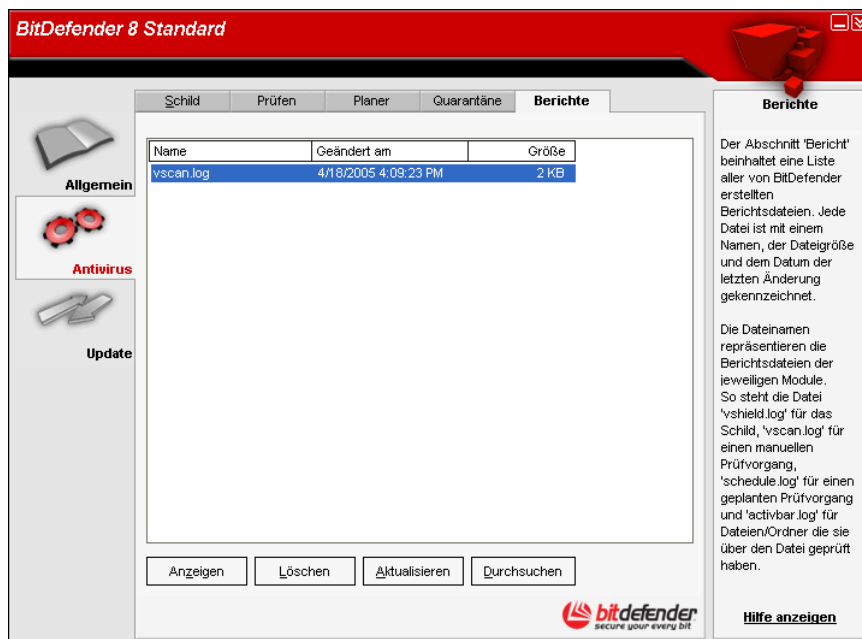 BitDefender 8 Standard
Schild Prüfen Planer Quarantäne Berichte
Allgemein
Antivirus
Update
Name Geändert am Größe
vscan.log 4/18/2005 4:09:23 PM 2 KB
Anzeigen Löschen Aktualisieren Durchsuchen
bitdefender
secure your every bit
Berichte
Der Abschnitt 'Bericht'
beinhaltet eine Liste
aller von BitDefender
erstellten
Berichtsdateien. Jede
Datei ist mit einem
Namen, der Dateigröße
und dem Datum der
letzten Änderung
gekennzeichnet.
Die Dateinamen
repräsentieren die
Berichtsdateien der
jeweiligen Module.
So steht die Datei
'vshield.log' für das
Schild, 'vscan.log' für
einen manuellen
Prüfvorgang,
'schedule.log' für einen
geplanten Prüfvorgang
und 'activbar.log' für
Dateien/Ordner die sie
über den Datei geprüft
haben.
Hilfe anzeigen